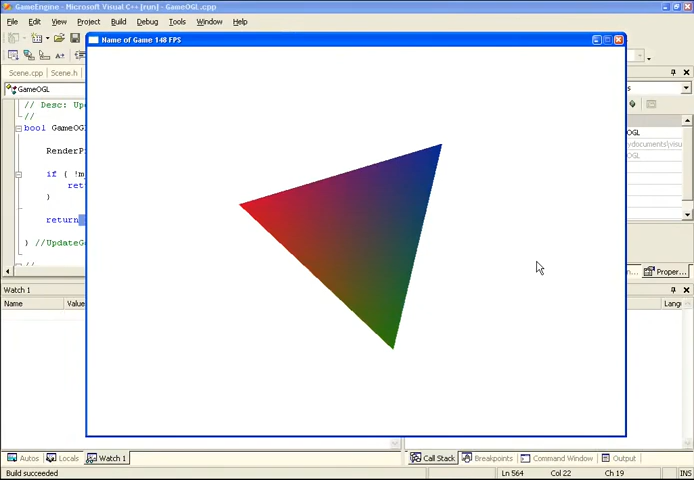 GameEngine - Microsoft Visual C++ [run] - GameOGL.cpp
File Edit View Project Build Debug Tools Window Help
Name of Game 148 FPS
Scene.cpp Scene.h
GameOGL
// Desc: Up
//
bool GameOGL
RenderP
if ( !m
ret
}
return
} //UpdateGa
//
OGL
OGL
Proper...
Watch 1
Name Value Lang
Autos Locals Watch 1 Call Stack Breakpoints Command Window Output
Build succeeded Ln 564 Col 22 Ch 19 INS